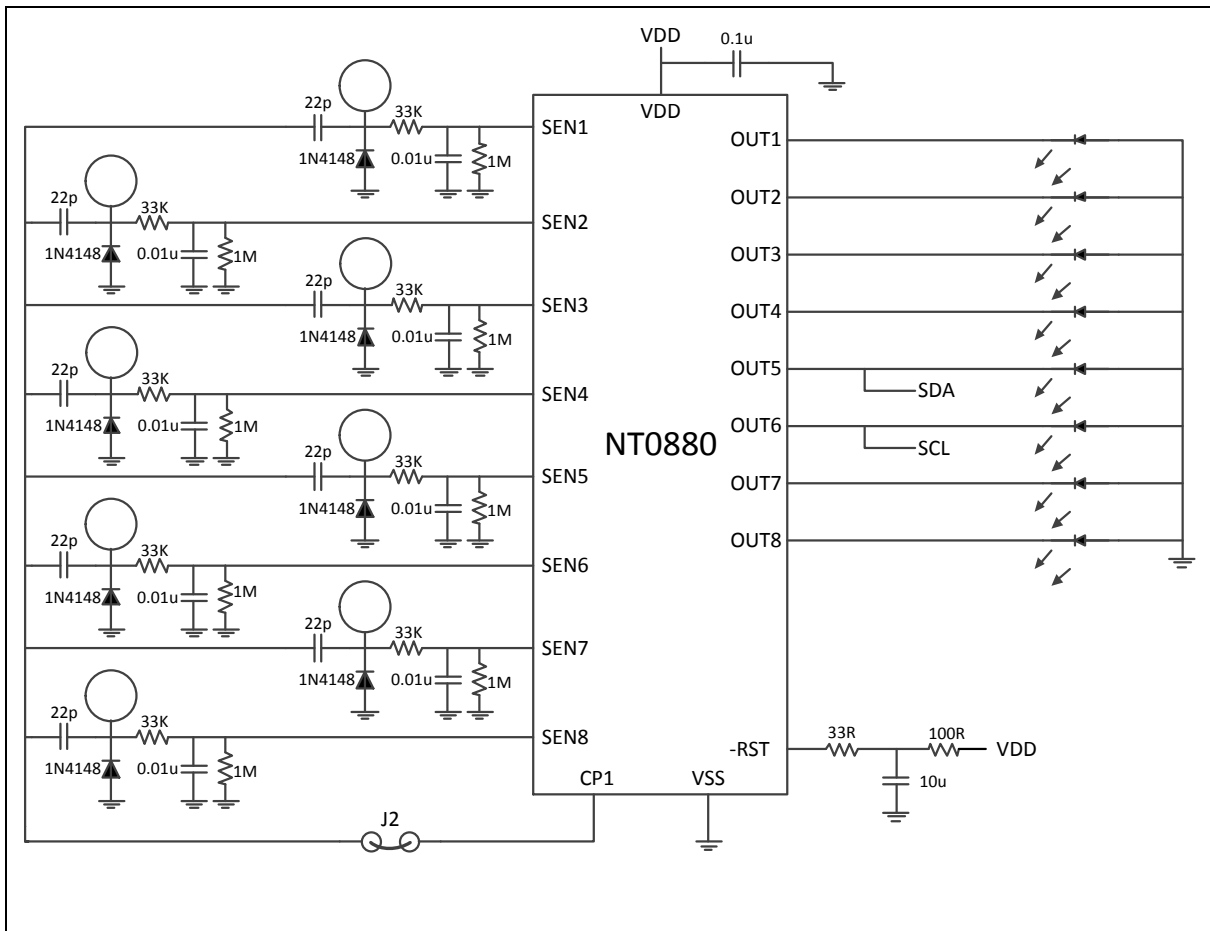 VDD
0.1u
VDD
22p
33K
1N4148
0.01u
1M
SEN1
22p
33K
1N4148
0.01u
1M
SEN2
22p
33K
1N4148
0.01u
1M
SEN3
22p
33K
1N4148
0.01u
1M
SEN4
22p
33K
1N4148
0.01u
1M
SEN5
22p
33K
1N4148
0.01u
1M
SEN6
22p
33K
1N4148
0.01u
1M
SEN7
22p
33K
1N4148
0.01u
1M
SEN8
NT0880
OUT1
OUT2
OUT3
OUT4
OUT5
SDA
OUT6
SCL
OUT7
OUT8
-RST
33R
100R
VDD
10u
CP1
VSS
J2